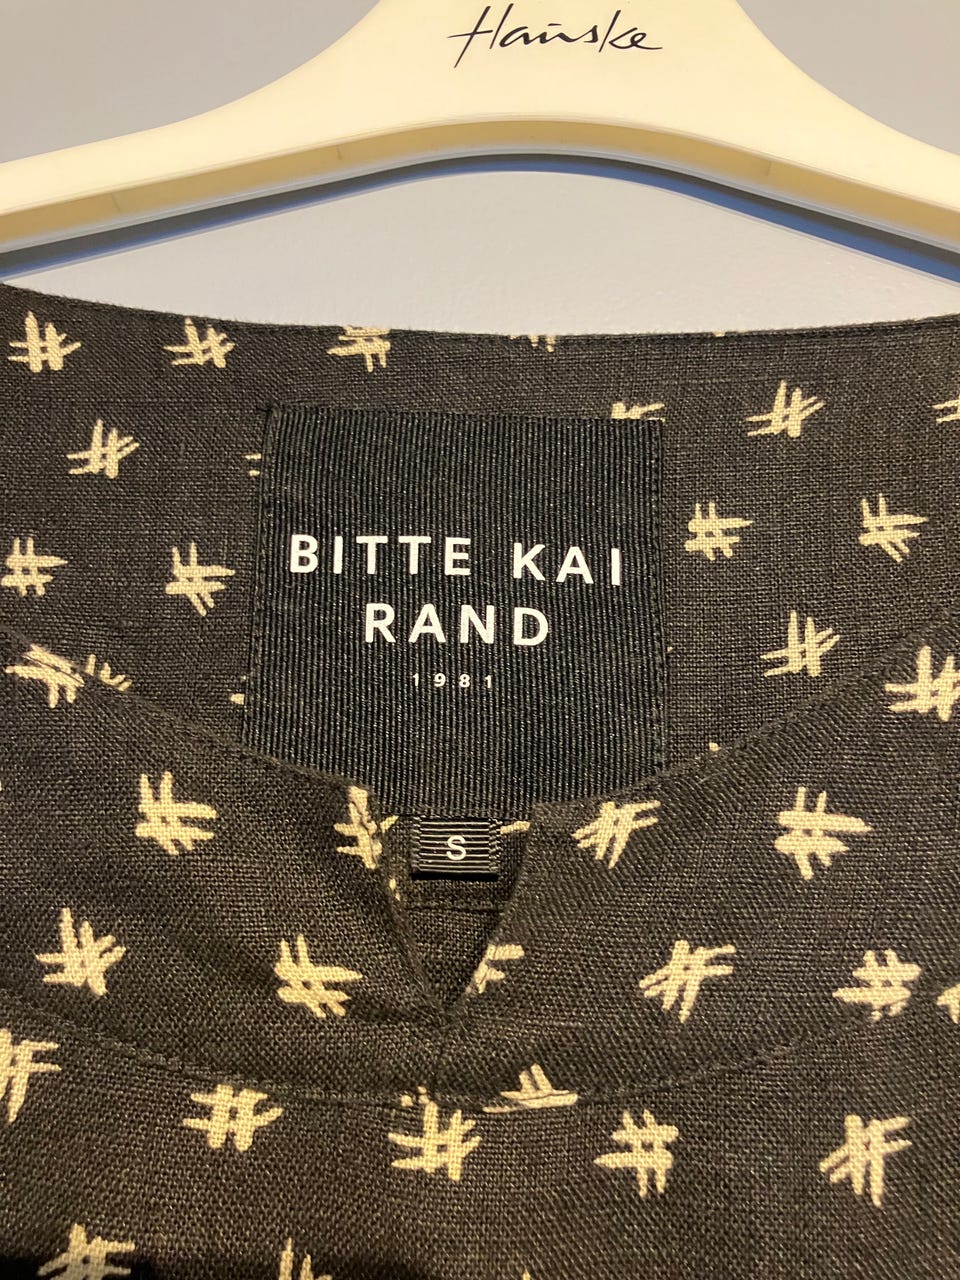 Hanske
BITTE KAI
RAND
1981
S